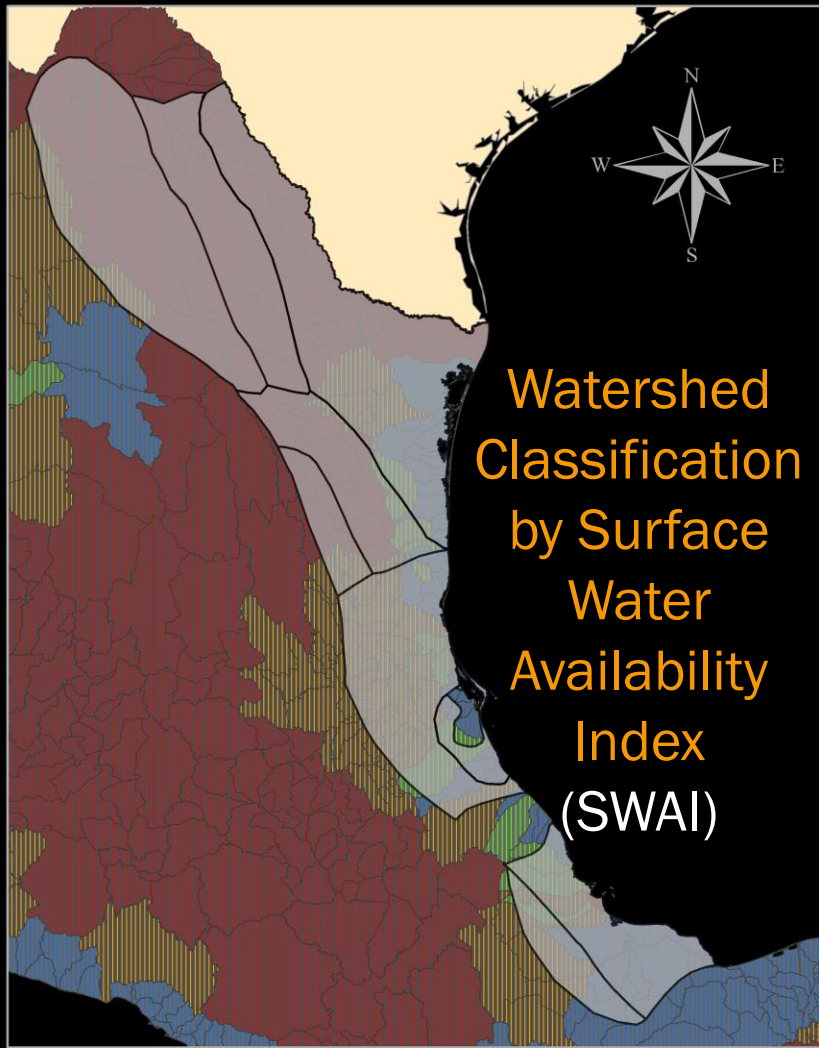 N
W E
S
Watershed
Classification
by Surface
Water
Availability
Index
(SWAI)